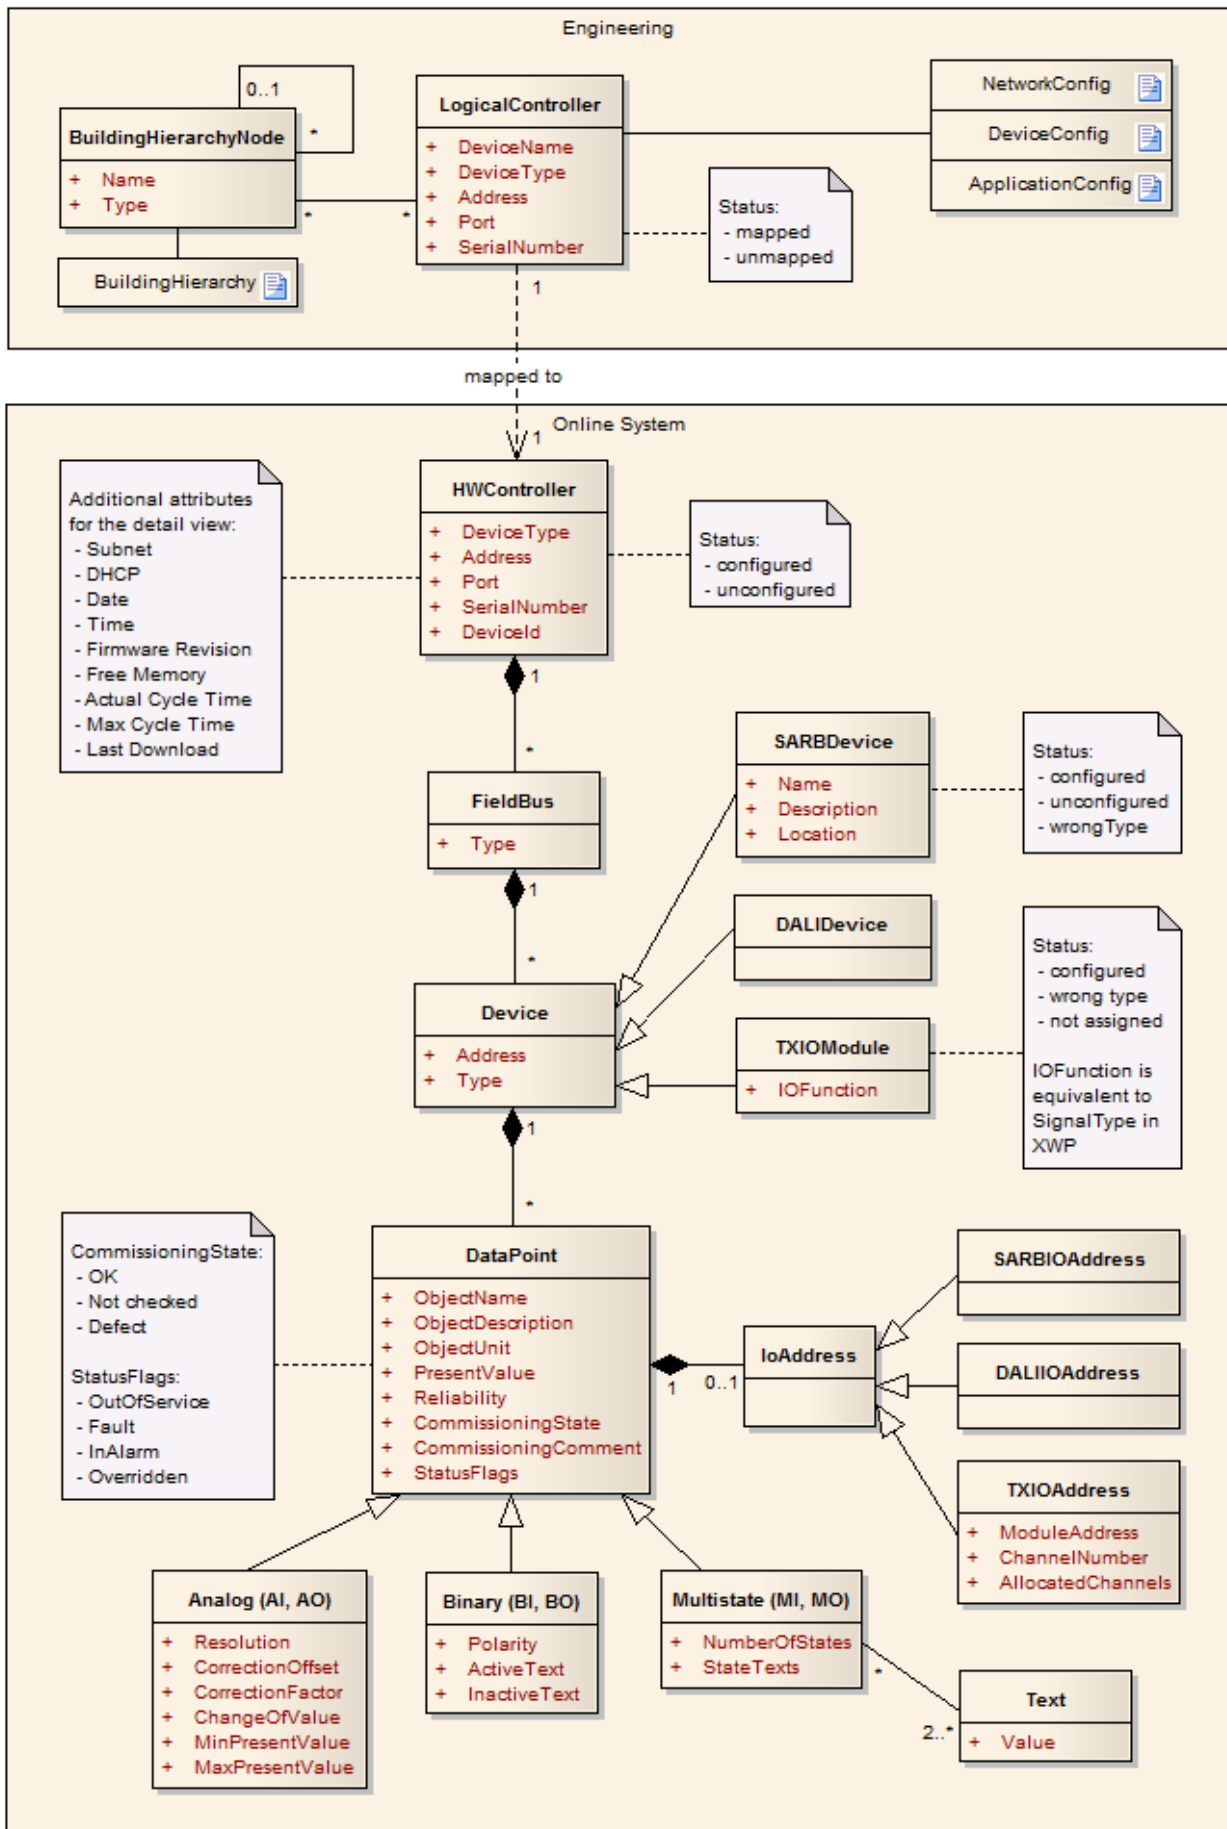 Engineering
0..1
*
BuildingHierarchyNode
+ Name
+ Type
*
*
BuildingHierarchy
LogicalController
+ DeviceName
+ DeviceType
+ Address
+ Port
+ SerialNumber
1
NetworkConfig
DeviceConfig
ApplicationConfig
Status:
- mapped
- unmapped
mapped to
Online System
1
Additional attributes
for the detail view:
- Subnet
- DHCP
- Date
- Time
- Firmware Revision
- Free Memory
- Actual Cycle Time
- Max Cycle Time
- Last Download
HWController
+ DeviceType
+ Address
+ Port
+ SerialNumber
+ DeviceId
1
*
Status:
- configured
- unconfigured
FieldBus
+ Type
1
*
SARBDevice
+ Name
+ Description
+ Location
Status:
- configured
- unconfigured
- wrongType
DALIDevice
Device
+ Address
+ Type
1
*
TXIOModule
+ IOFunction
Status:
- configured
- wrong type
- not assigned
IOFunction is
equivalent to
SignalType in
XWP
CommissioningState:
- OK
- Not checked
- Defect
StatusFlags:
- OutOfService
- Fault
- InAlarm
- Overridden
DataPoint
+ ObjectName
+ ObjectDescription
+ ObjectUnit
+ PresentValue
+ Reliability
+ CommissioningState
+ CommissioningComment
+ StatusFlags
1
0..1
IoAddress
SARBIOAddress
DALIIOAddress
TXIOAddress
+ ModuleAddress
+ ChannelNumber
+ AllocatedChannels
Analog (AI, AO)
+ Resolution
+ CorrectionOffset
+ CorrectionFactor
+ ChangeOfValue
+ MinPresentValue
+ MaxPresentValue
Binary (BI, BO)
+ Polarity
+ ActiveText
+ InactiveText
Multistate (MI, MO)
+ NumberOfStates
+ StateTexts
*
2..*
Text
+ Value